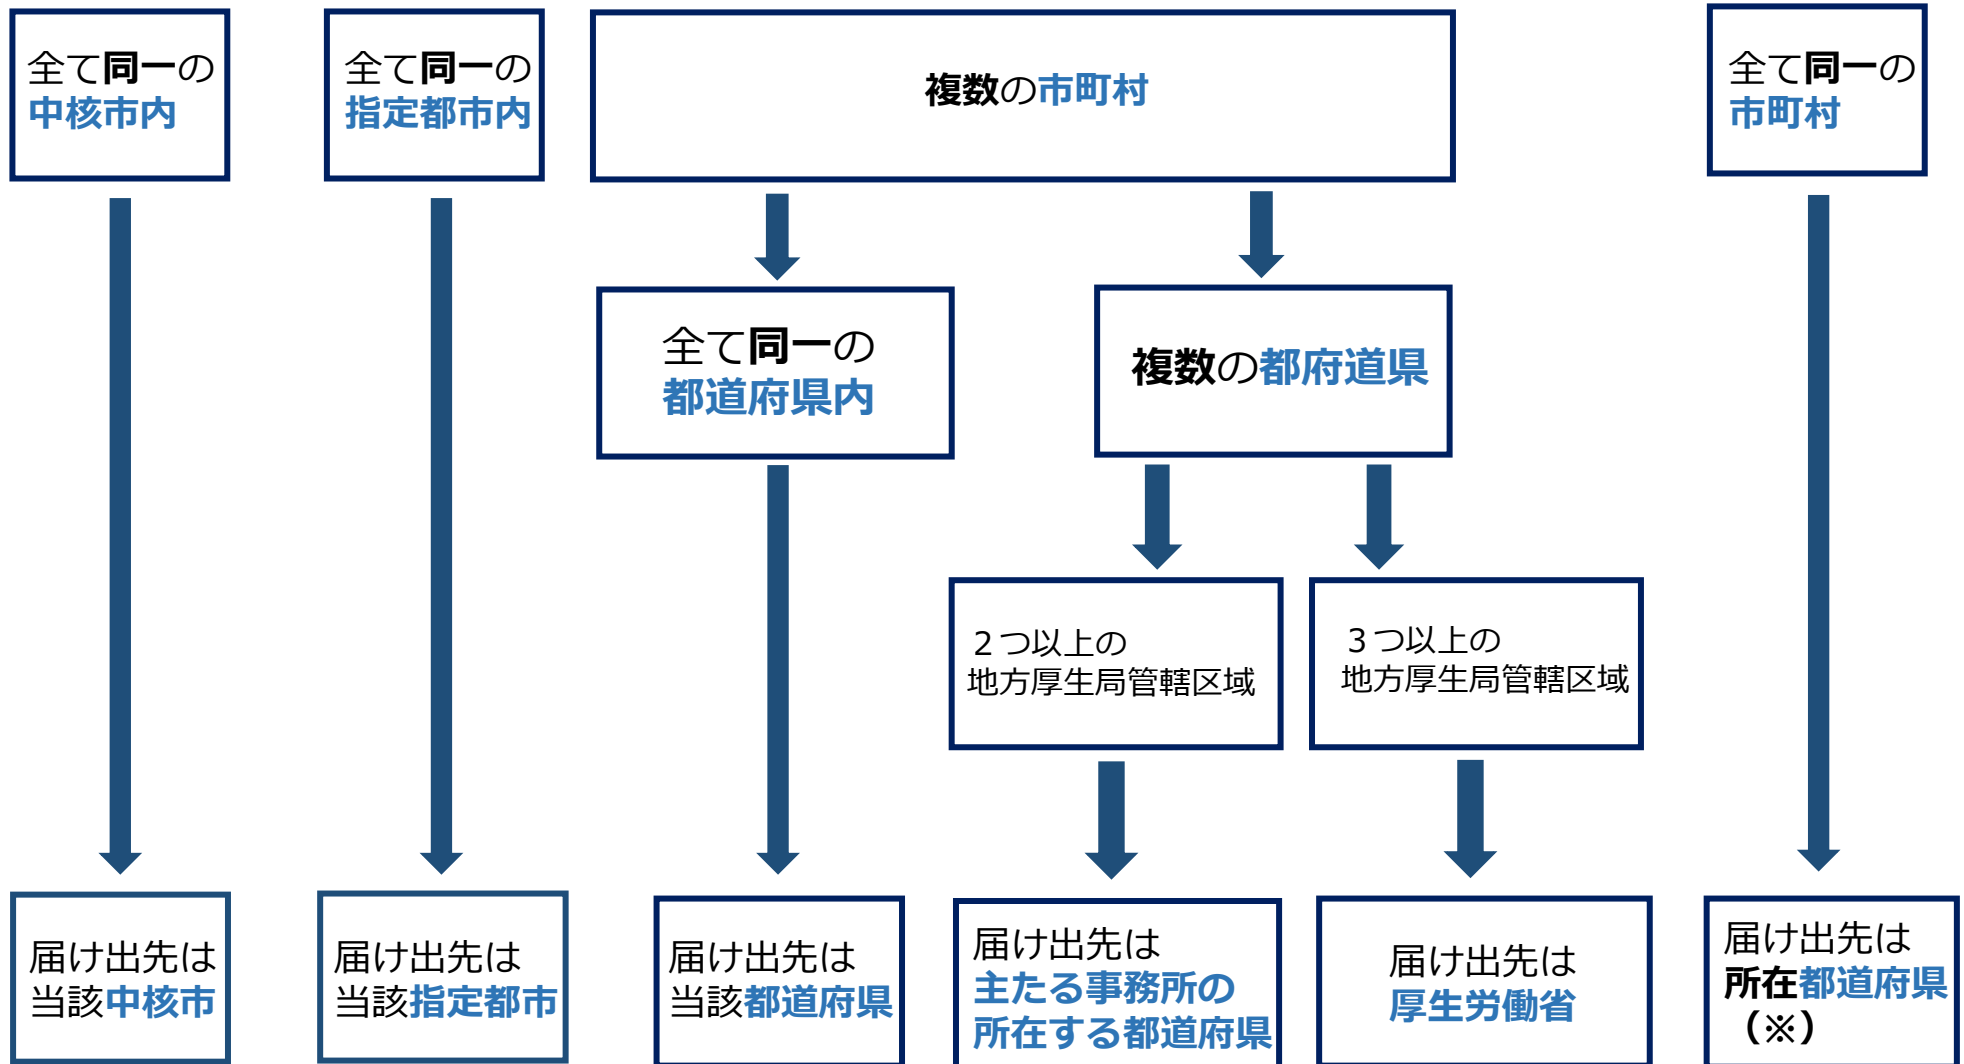 全て同一の
中核市内
全て同一の
指定都市内
複数の市町村
全て同一の
市町村
全て同一の
都道府県内
複数の都府道県
２つ以上の
地方厚生局管轄区域
３つ以上の
地方厚生局管轄区域
届け出先は
当該中核市
届け出先は
当該指定都市
届け出先は
当該都道府県
届け出先は
主たる事務所の
所在する都道府県
届け出先は
厚生労働省
届け出先は
所在都道府県
（※）